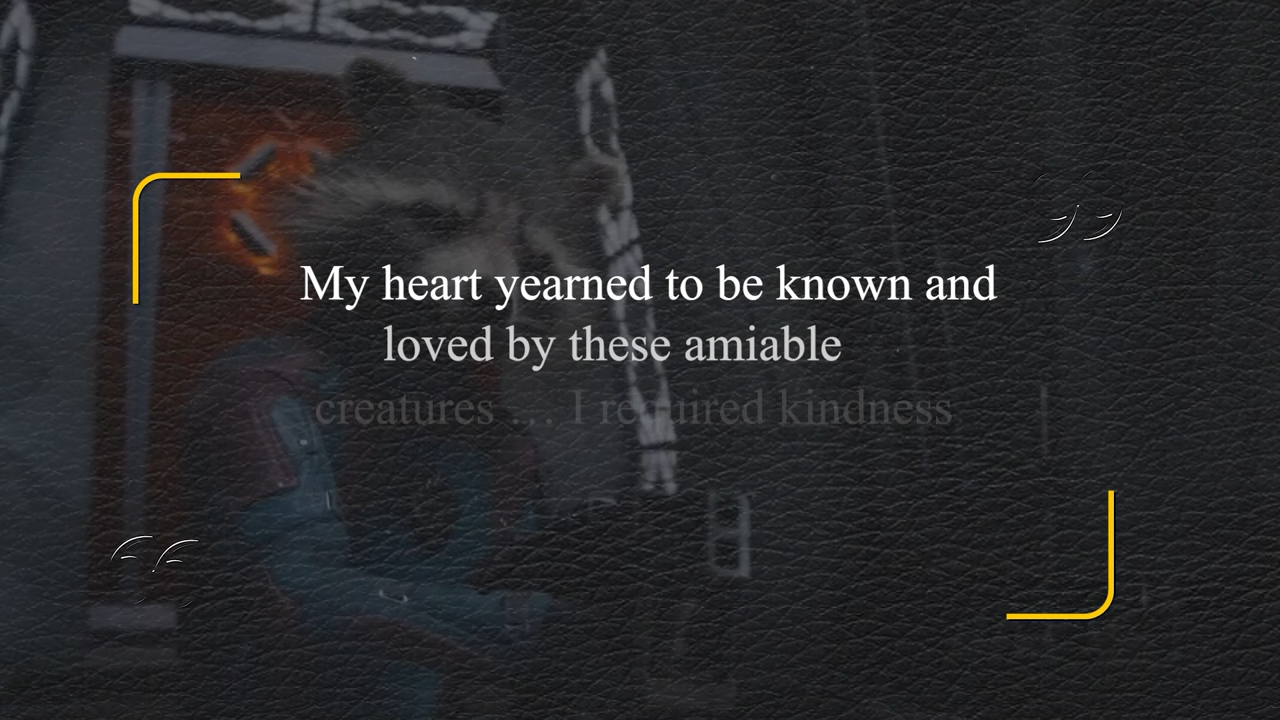 My heart yearned to be known and
loved by these amiable
creatures ... I required kindness